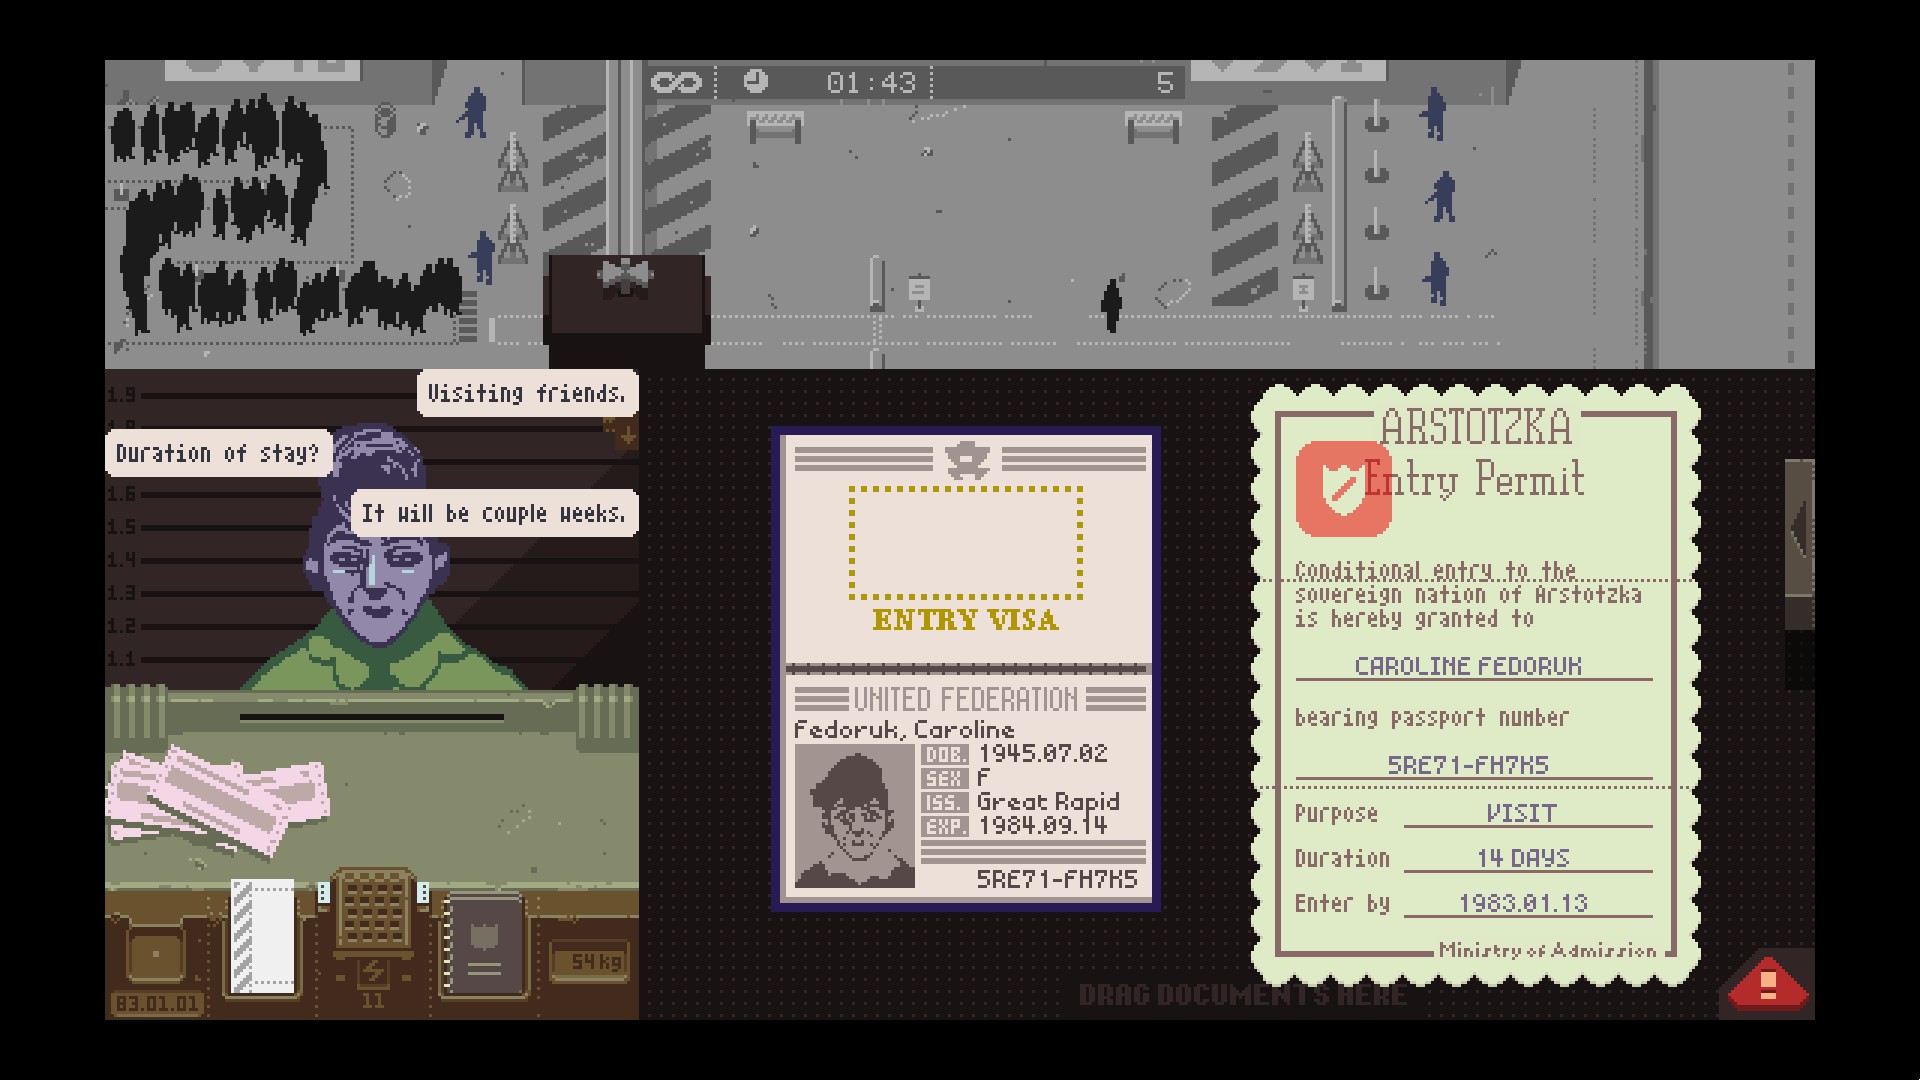 01:43
5
1.9
Visiting friends.
Duration of stay?
1.6
It will be couple weeks.
1.5
1.4
1.3
1.2
1.1
83.01.01
11
54kg
ENTRY VISA
UNITED FEDERATION
Fedoruk, Caroline
DOB. 1945.07.02
SEX F
ISS. Great Rapid
EXP. 1984.09.14
5RE71-FH7K5
ARSTOTZKA
Entry Permit
Conditional entry to the
sovereign nation of Arstotzka
is hereby granted to
CAROLINE FEDORUK
bearing passport number
5RE71-FH7K5
Purpose VISIT
Duration 14 DAYS
Enter by 1983.01.13
Ministry of Admission
DRAG DOCUMENTS HERE